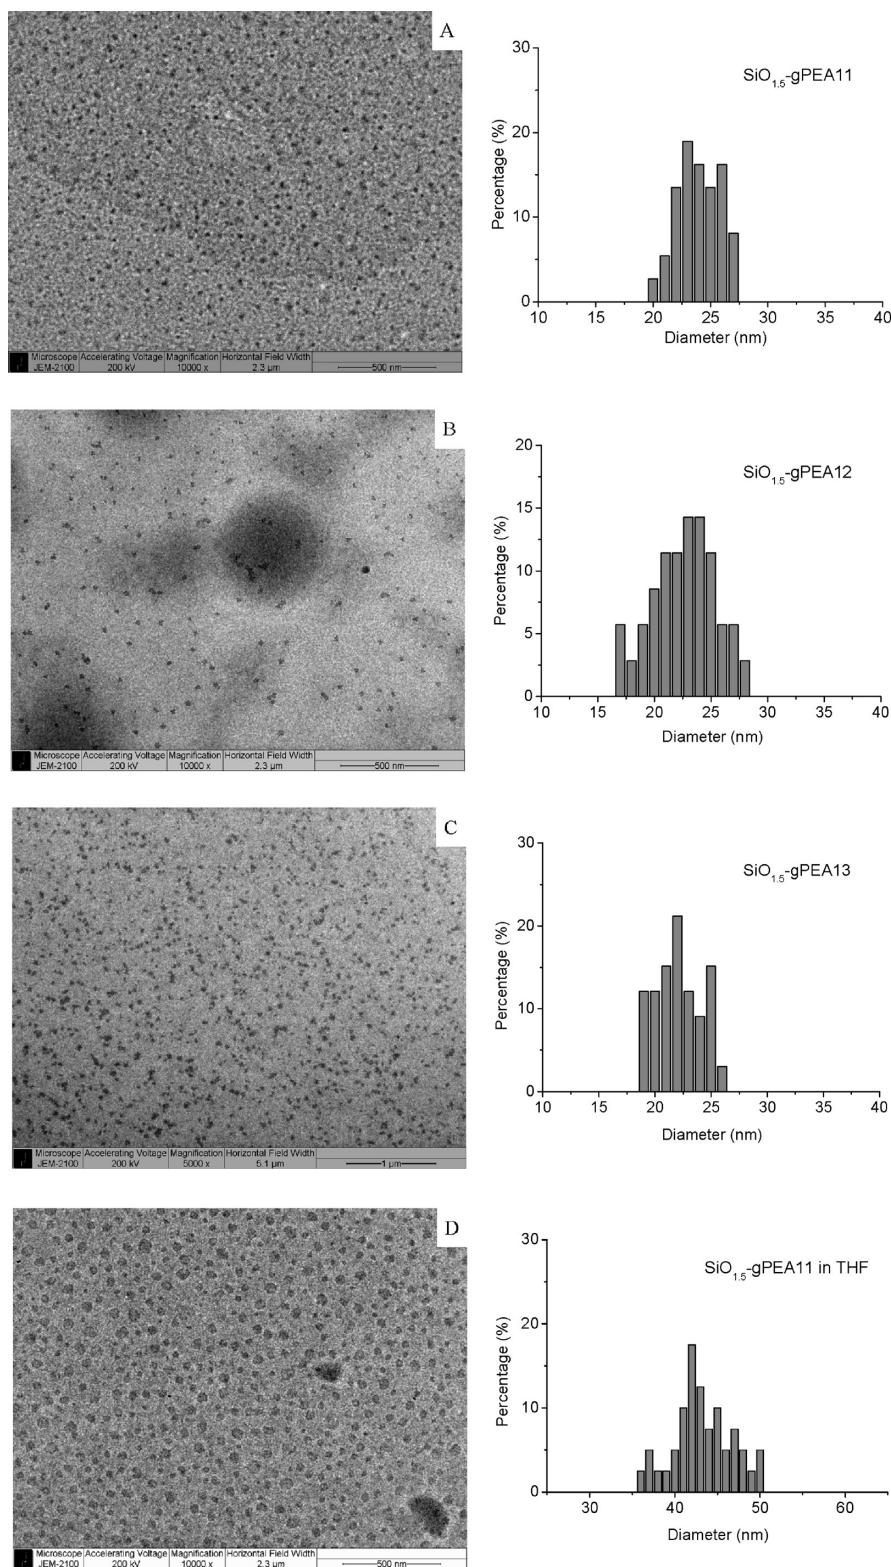 A
Microscope Accelerating Voltage Magnification Horizontal Field Width
JEM-2100 200 kV 10000 x 2.3 µm 500 nm
30
20
10
0
10 15 20 25 30 35 40
Percentage (%)
Diameter (nm)
SiO1.5-gPEA11
B
Microscope Accelerating Voltage Magnification Horizontal Field Width
JEM-2100 200 kV 10000 x 2.3 µm 500 nm
20
15
10
5
0
10 15 20 25 30 35 40
Percentage (%)
Diameter (nm)
SiO1.5-gPEA12
C
Microscope Accelerating Voltage Magnification Horizontal Field Width
JEM-2100 200 kV 5000 x 5.1 µm 1 µm
30
20
10
0
10 15 20 25 30 35 40
Percentage (%)
Diameter (nm)
SiO1.5-gPEA13
D
Microscope Accelerating Voltage Magnification Horizontal Field Width
JEM-2100 200 kV 10000 x 2.3 µm 500 nm
30
20
10
0
30 40 50 60
Percentage (%)
Diameter (nm)
SiO1.5-gPEA11 in THF